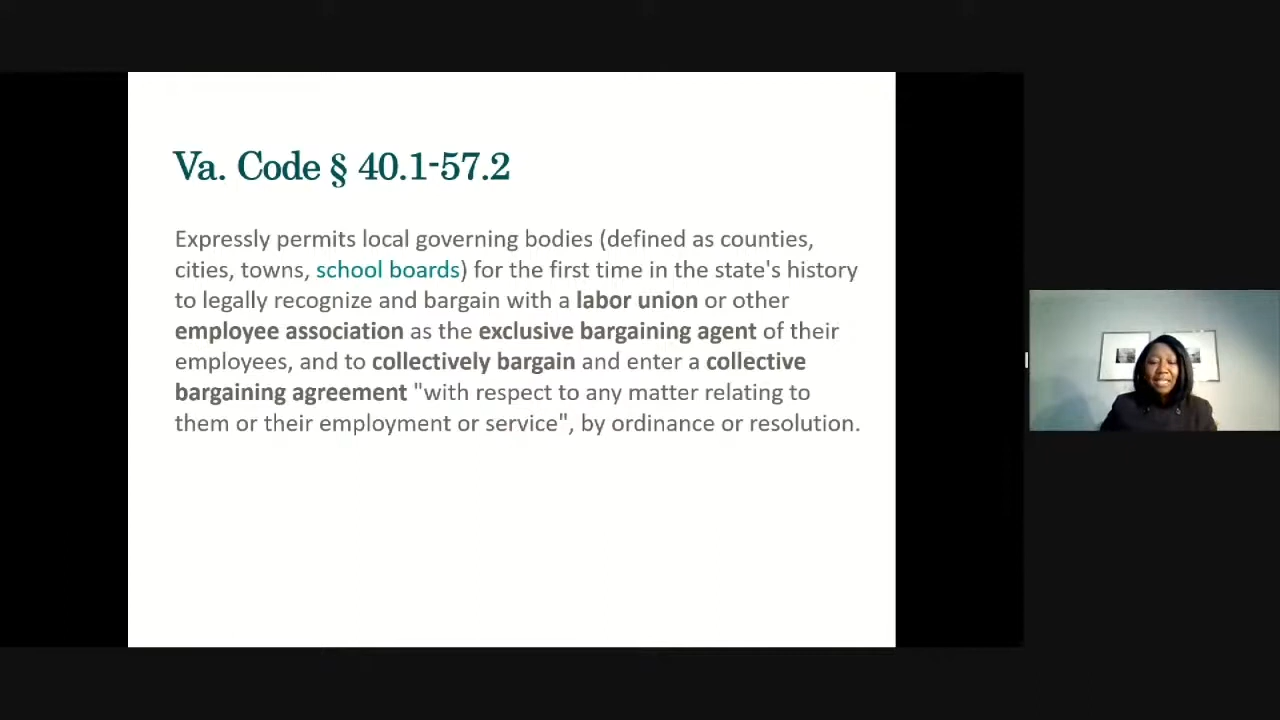 Va. Code § 40.1-57.2
Expressly permits local governing bodies (defined as counties,
cities, towns, school boards) for the first time in the state's history
to legally recognize and bargain with a labor union or other
employee association as the exclusive bargaining agent of their
employees, and to collectively bargain and enter a collective
bargaining agreement "with respect to any matter relating to
them or their employment or service", by ordinance or resolution.